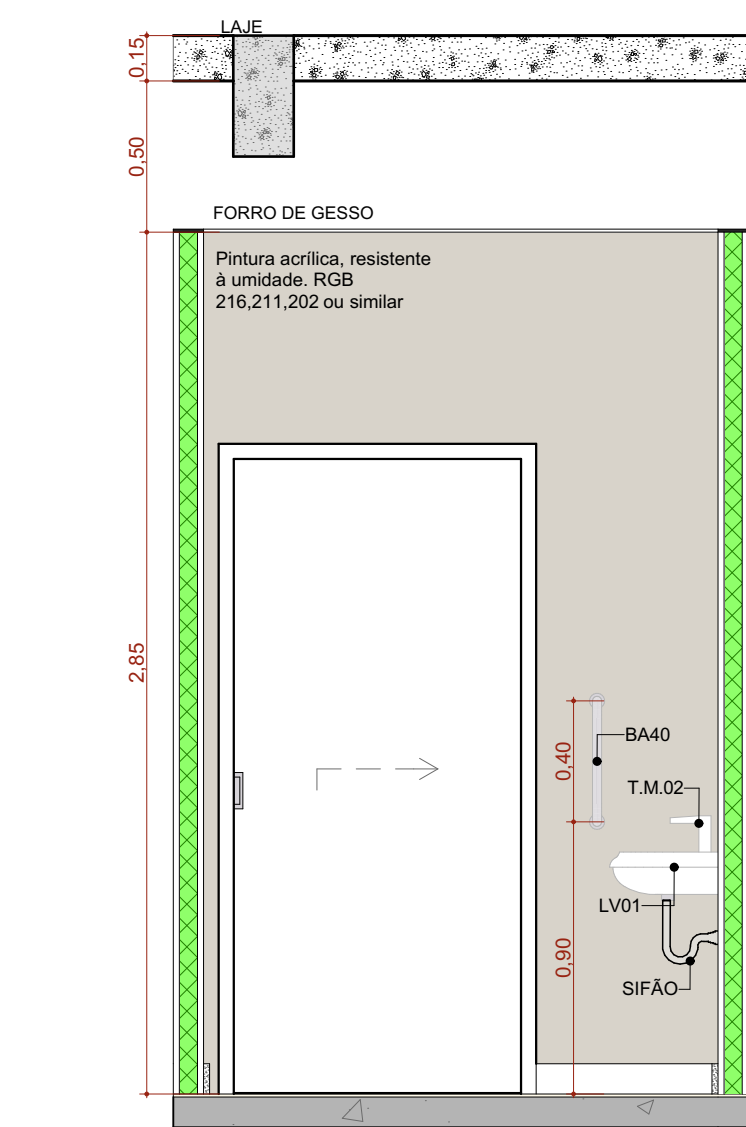 LAJE
0,15
0,50
FORRO DE GESSO
Pintura acrílica, resistente
à umidade. RGB
216,211,202 ou similar
2,85
0,40
BA40
T.M.02
LV01
0,90
SIFÃO